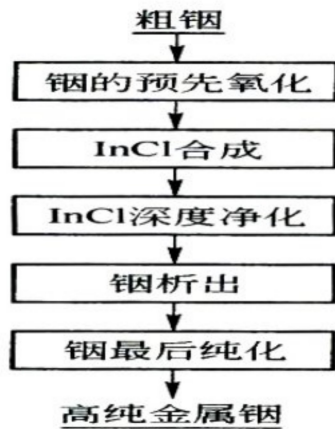 粗铟
铟的预先氧化
InCl合成
InCl深度净化
铟析出
铟最后纯化
高纯金属铟